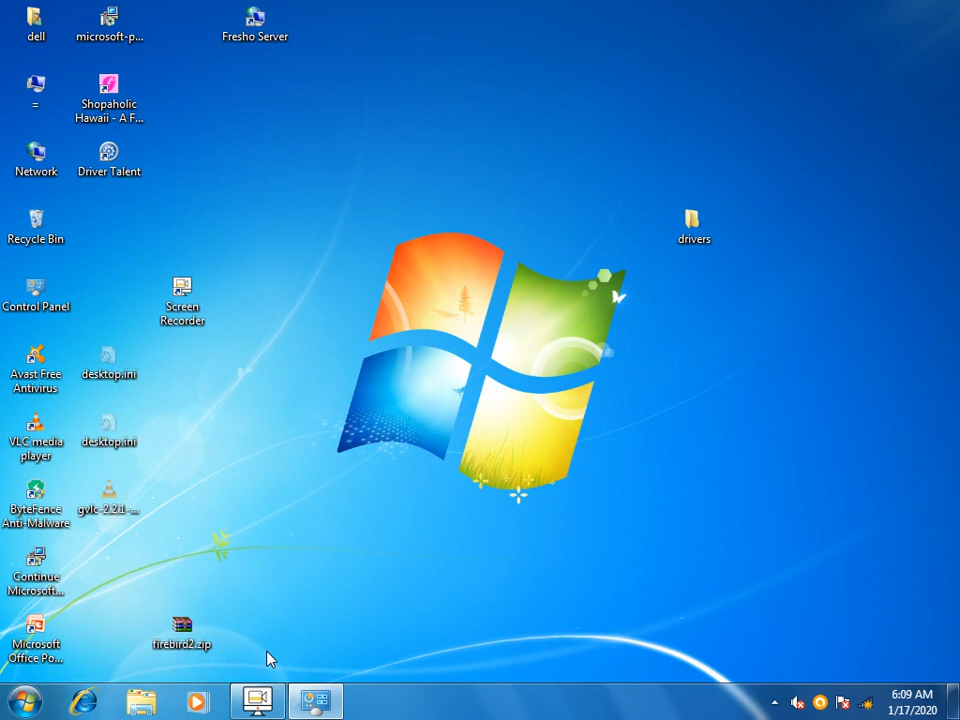 dell
microsoft-p...
Fresho Server
=
Shopaholic
Hawaii - A F...
Network
Driver Talent
Recycle Bin
drivers
Control Panel
Screen
Recorder
Avast Free
Antivirus
desktop.ini
VLC media
player
desktop.ini
ByteFence
Anti-Malware
gvlc-2.2.1-...
Continue
Microsoft...
Microsoft
Office Po...
firebird2.zip
6:09 AM
1/17/2020